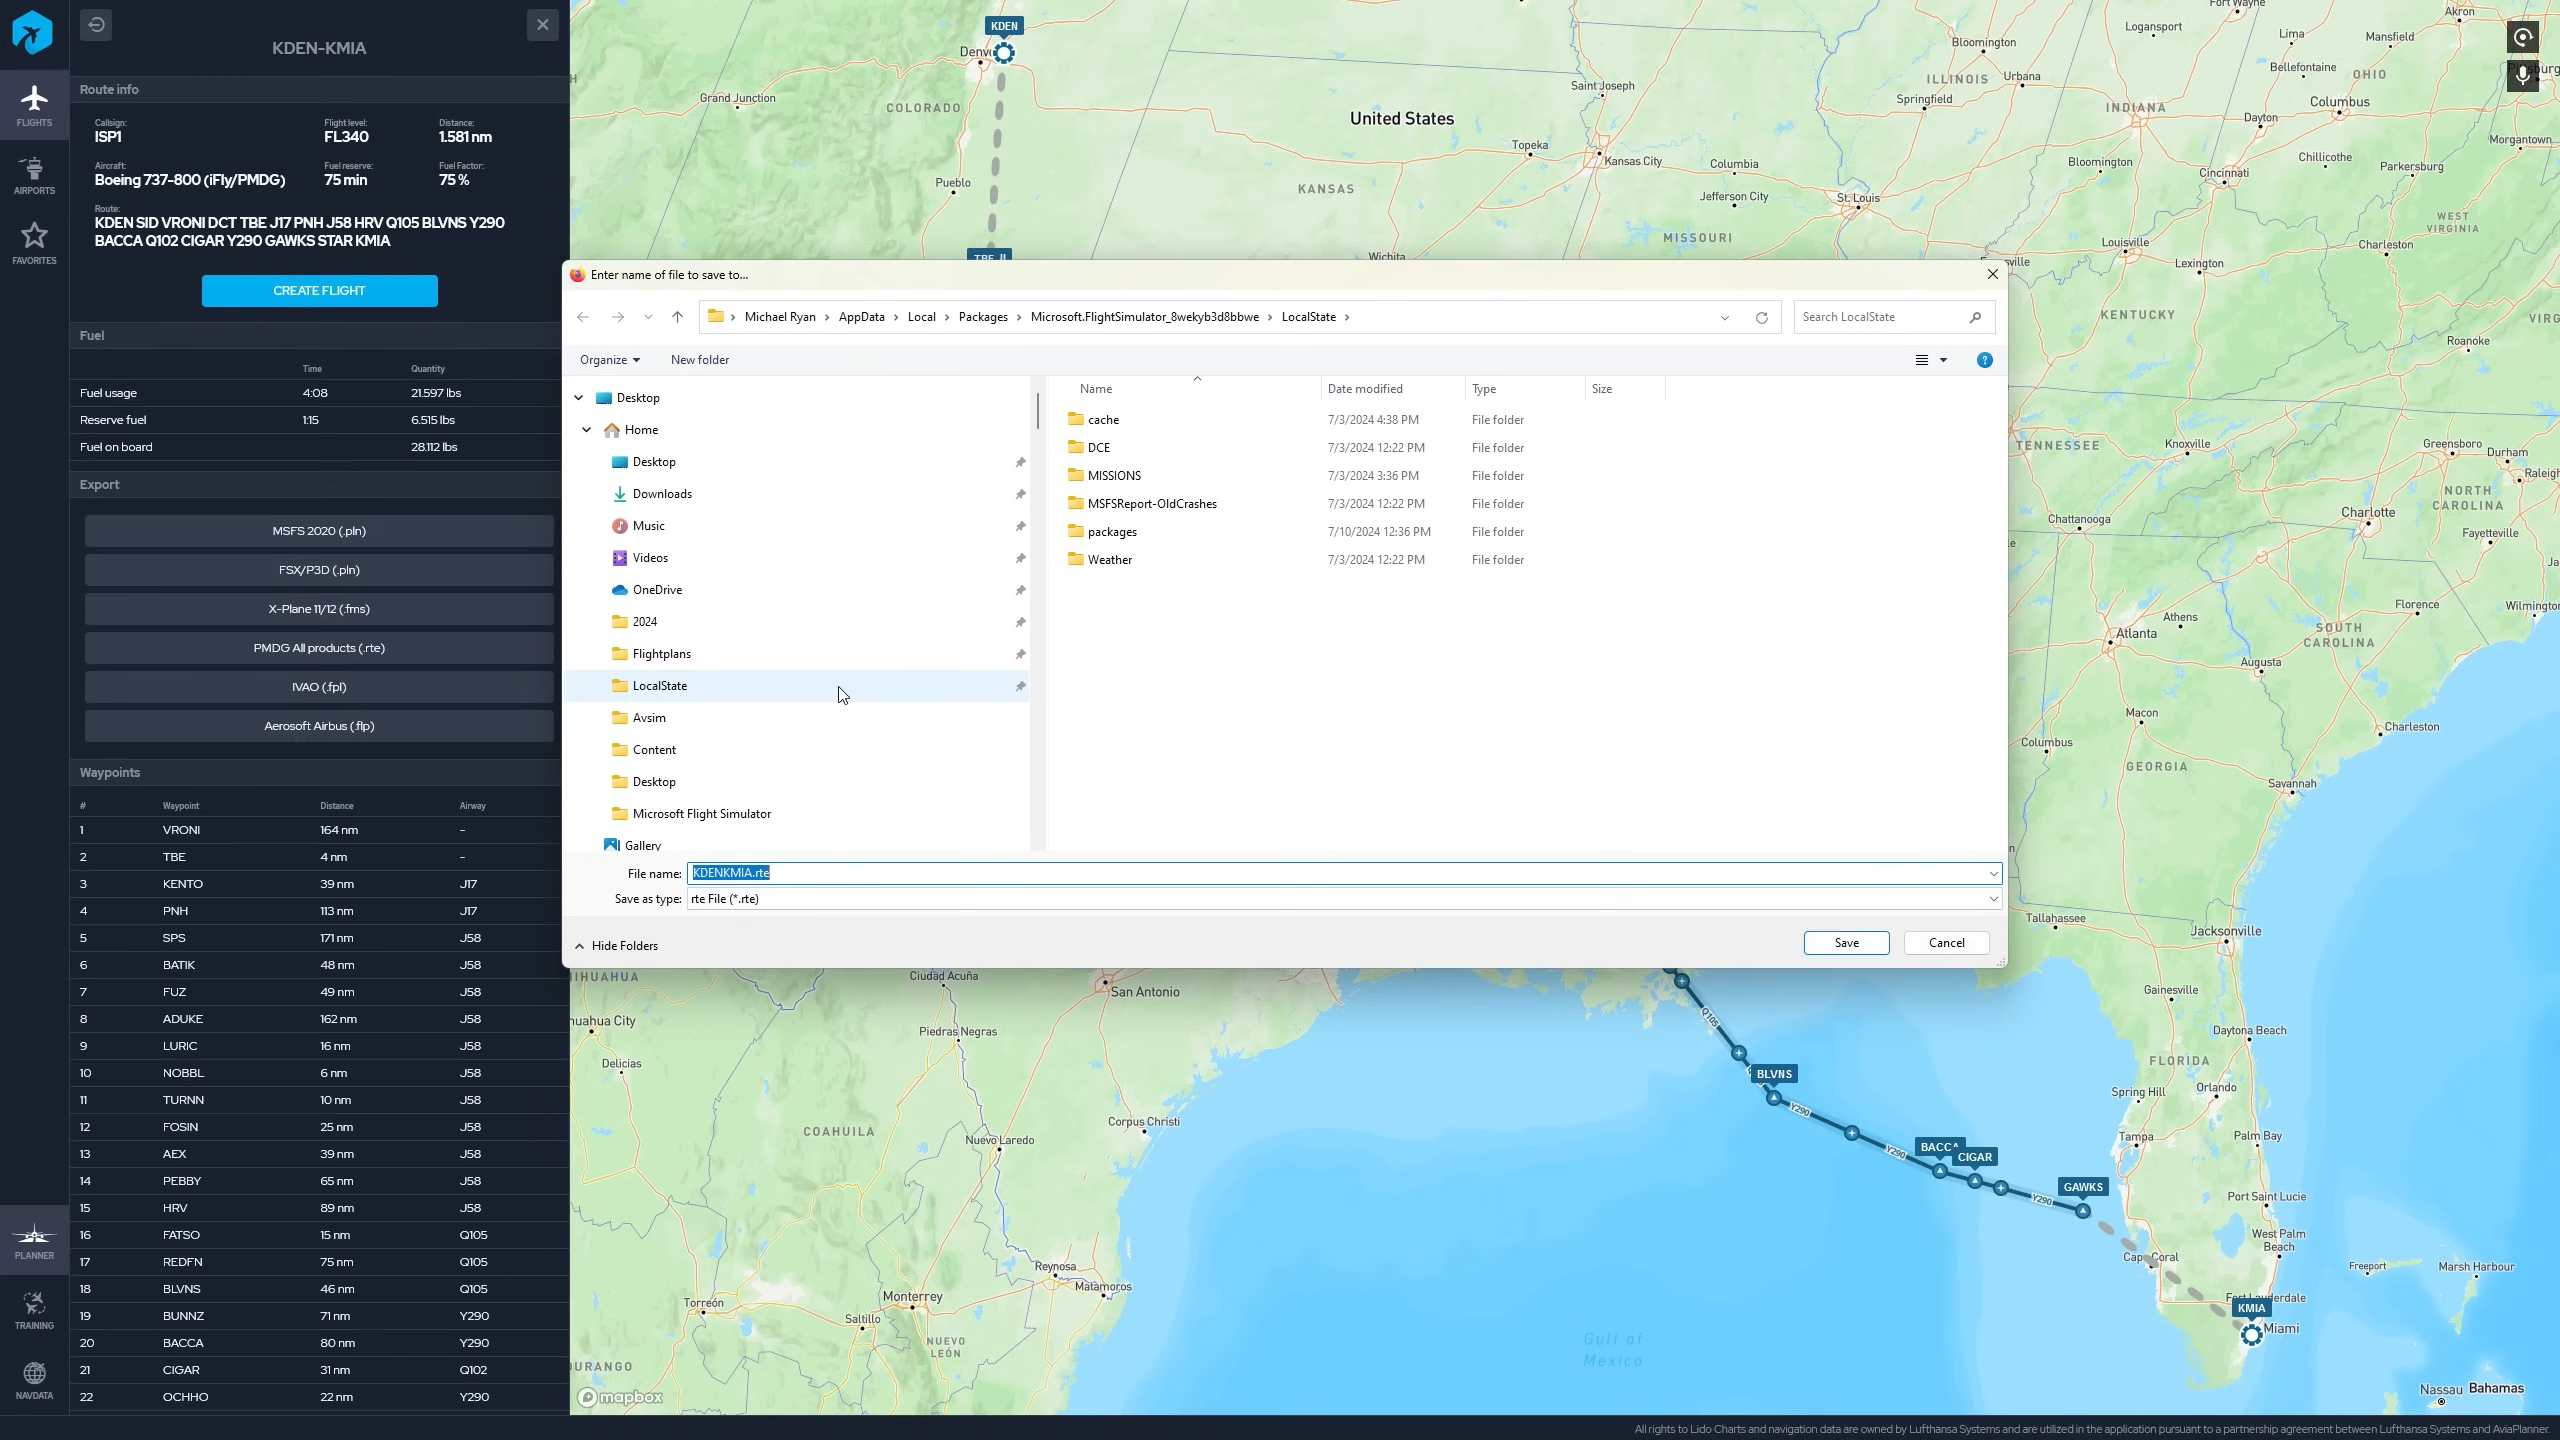 KDEN-KMIA
FLIGHTS
AIRPORTS
FAVORITES
PLANNER
TRAINING
NAVDATA
Route info
Callsign: Flight level: Distance:
ISP1 FL340 1.581 nm
Aircraft: Fuel reserve: Fuel Factor:
Boeing 737-800 (iFly/PMDG) 75 min 75 %
Route:
KDEN SID VRONI DCT TBE J17 PNH J58 HRV Q105 BLVNS Y290
BACCA Q102 CIGAR Y290 GAWKS STAR KMIA
CREATE FLIGHT
Fuel
Time Quantity
Fuel usage 4:08 21.597 lbs
Reserve fuel 1:15 6.515 lbs
Fuel on board 28.112 lbs
Export
MSFS 2020 (.pln)
FSX/P3D (.pln)
X-Plane 11/12 (.fms)
PMDG All products (.rte)
IVAO (.fpl)
Aerosoft Airbus (.flp)
Waypoints
# Waypoint Distance Airway
1 VRONI 164 nm -
2 TBE 4 nm -
3 KENTO 39 nm J17
4 PNH 113 nm J17
5 SPS 171 nm J58
6 BATIK 48 nm J58
7 FUZ 49 nm J58
8 ADUKE 162 nm J58
9 LURIC 16 nm J58
10 NOBBL 6 nm J58
11 TURNN 10 nm J58
12 FOSIN 25 nm J58
13 AEX 39 nm J58
14 PEBBY 65 nm J58
15 HRV 89 nm J58
16 FATSO 15 nm Q105
17 REDFN 75 nm Q105
18 BLVNS 46 nm Q105
19 BUNNZ 71 nm Y290
20 BACCA 80 nm Y290
21 CIGAR 31 nm Q102
22 OCHHO 22 nm Y290
Enter name of file to save to...
Michael Ryan > AppData > Local > Packages > Microsoft.FlightSimulator_8wekyb3d8bbwe > LocalState >
Search LocalState
Organize New folder
Desktop
Home
Desktop
Downloads
Music
Videos
OneDrive
2024
Flightplans
LocalState
Avsim
Content
Desktop
Microsoft Flight Simulator
Gallery
Name Date modified Type Size
cache 7/3/2024 4:38 PM File folder
DCE 7/3/2024 12:22 PM File folder
MISSIONS 7/3/2024 3:36 PM File folder
MSFSReport-OldCrashes 7/3/2024 12:22 PM File folder
packages 7/10/2024 12:36 PM File folder
Weather 7/3/2024 12:22 PM File folder
File name: KDENKMIA.rte
Save as type: rte File (*.rte)
Hide Folders
Save Cancel
KDEN
Grand Junction
COLORADO
Pueblo
United States
KANSAS
Topeka
Wichita
Saint Joseph
Kansas City
Columbia
Jefferson City
MISSOURI
St. Louis
Bloomington
ILLINOIS
Urbana
Springfield
Logansport
Fort Wayne
Lima
Mansfield
Akron
Bellefontaine
OHIO
INDIANA
Columbus
Dayton
Morgantown
Bloomington
Chillicothe
Parkersburg
Cincinnati
WEST
VIRGINIA
Charleston
Louisville
Lexington
KENTUCKY
Roanoke
TENNESSEE
Knoxville
Greensboro
Durham
Raleigh
NORTH
CAROLINA
Chattanooga
Charlotte
Fayetteville
Florence
Athens
Atlanta
SOUTH
CAROLINA
Augusta
Macon
Charleston
Columbus
GEORGIA
Savannah
Tallahassee
Jacksonville
Gainesville
Daytona Beach
FLORIDA
Spring Hill
Orlando
Tampa
Palm Bay
Port Saint Lucie
West Palm
Beach
Freeport
Marsh Harbour
Miami
KMIA
Nassau
Bahamas
Ciudad Acuña
San Antonio
Piedras Negras
Delicias
COAHUILA
Nuevo Laredo
Corpus Christi
Reynosa
Matamoros
Torreón
Saltillo
Monterrey
NUEVO
LEÓN
Gulf of
Mexico
Q105
BLVNS
Y290
Y290
CIGAR
Y290
GAWKS
mapbox
All rights to Lido Charts and navigation data are owned by Lufthansa Systems and are utilized in the application pursuant to a partnership agreement between Lufthansa Systems and AviaPlanner.